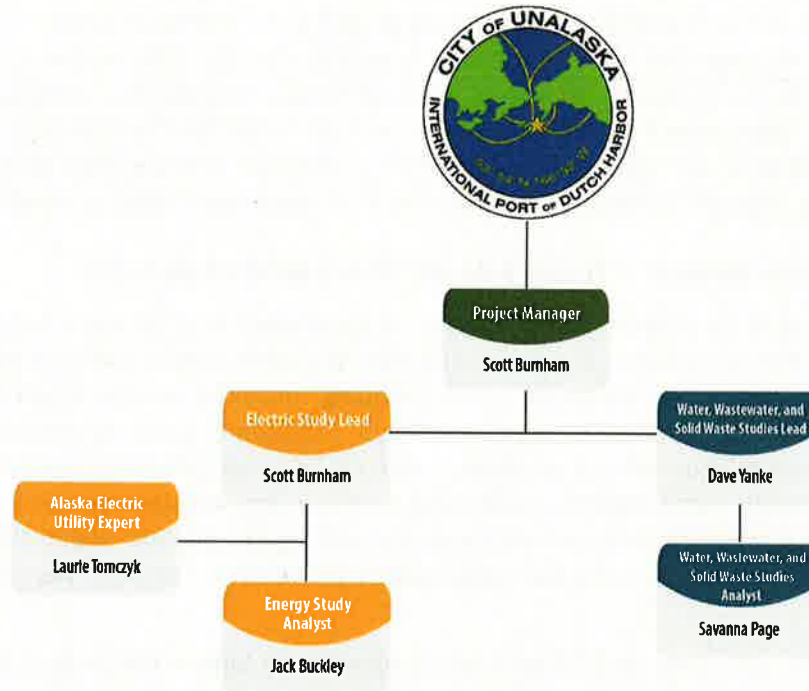 CITY OF UNALASKA
INTERNATIONAL PORT OF DUTCH HARBOR
Project Manager
Scott Burnham
Electric Study Lead
Scott Burnham
Water, Wastewater, and
Solid Waste Studies Lead
Dave Yanke
Alaska Electric
Utility Expert
Laurie Tomczyk
Energy Study
Analyst
Jack Buckley
Water, Wastewater, and
Solid Waste Studies
Analyst
Savanna Page